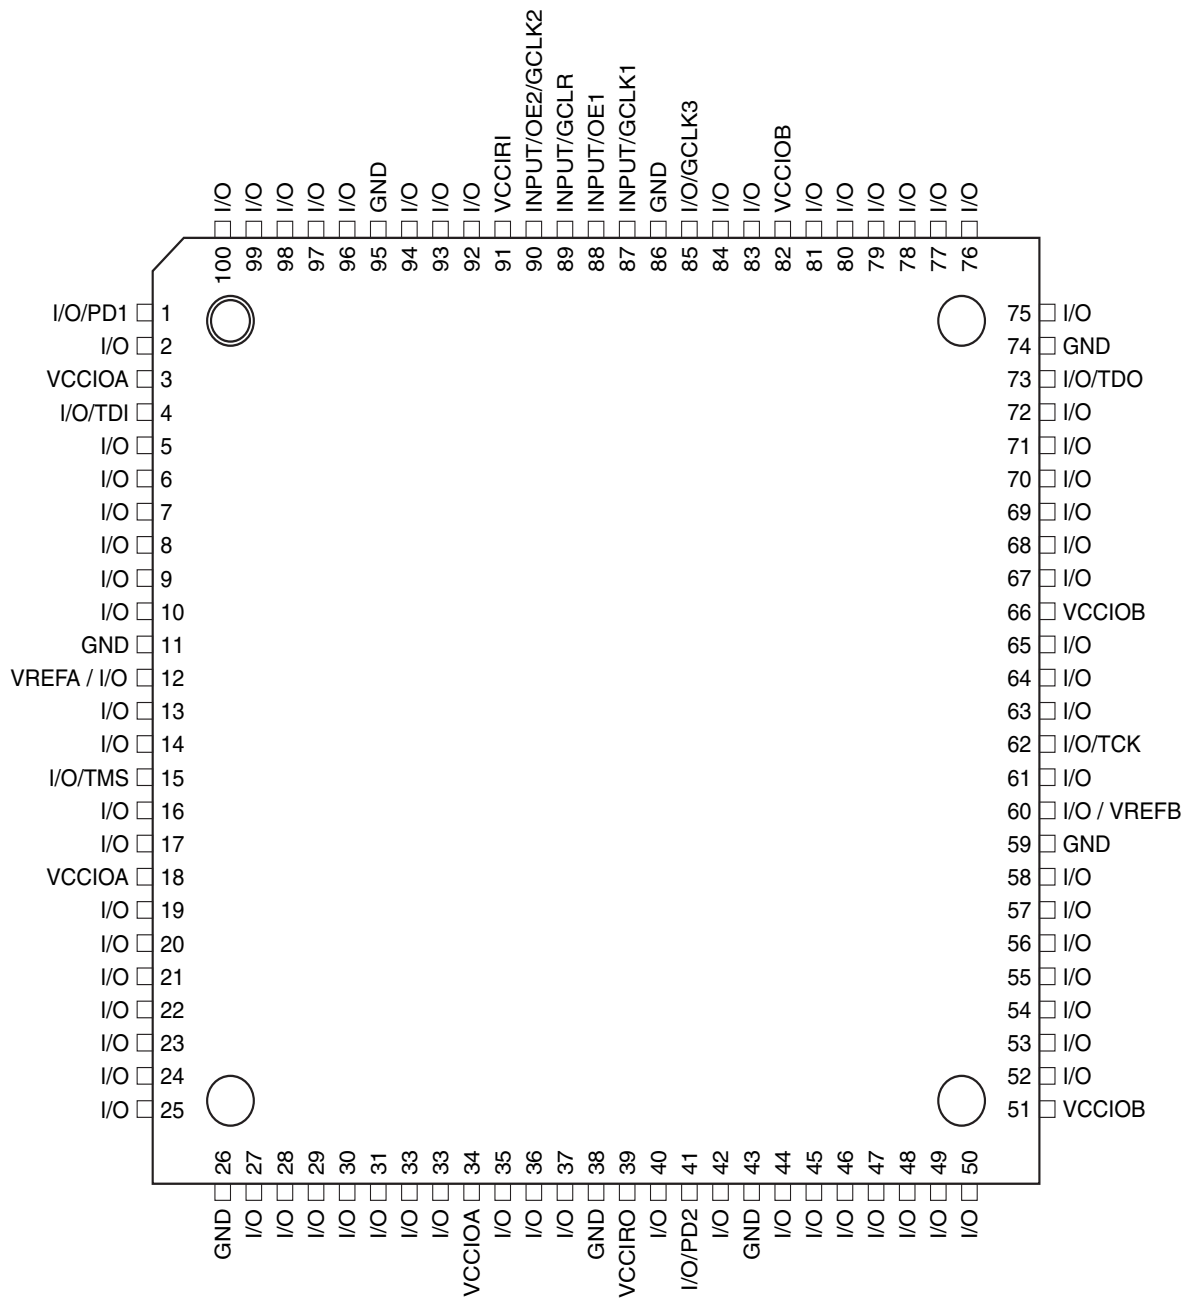 I/O
I/O
I/O
I/O
I/O
GND
I/O
I/O
I/O
VCCIRI
INPUT/OE2/GCLK2
INPUT/GCLR
INPUT/OE1
INPUT/GCLK1
GND
I/O/GCLK3
I/O
I/O
VCCIOB
I/O
I/O
I/O
I/O
I/O
I/O
100
99
98
97
96
95
94
93
92
91
90
89
88
87
86
85
84
83
82
81
80
79
78
77
76
I/O/PD1 1
I/O 2
VCCIOA 3
I/O/TDI 4
I/O 5
I/O 6
I/O 7
I/O 8
I/O 9
I/O 10
GND 11
VREFA / I/O 12
I/O 13
I/O 14
I/O/TMS 15
I/O 16
I/O 17
VCCIOA 18
I/O 19
I/O 20
I/O 21
I/O 22
I/O 23
I/O 24
I/O 25
75 I/O
74 GND
73 I/O/TDO
72 I/O
71 I/O
70 I/O
69 I/O
68 I/O
67 I/O
66 VCCIOB
65 I/O
64 I/O
63 I/O
62 I/O/TCK
61 I/O
60 I/O / VREFB
59 GND
58 I/O
57 I/O
56 I/O
55 I/O
54 I/O
53 I/O
52 I/O
51 VCCIOB
26
27
28
29
30
31
33
33
34
35
36
37
38
39
40
41
42
43
44
45
46
47
48
49
50
GND
I/O
I/O
I/O
I/O
I/O
I/O
I/O
VCCIOA
I/O
I/O
I/O
GND
VCCIRO
I/O
I/O/PD2
I/O
GND
I/O
I/O
I/O
I/O
I/O
I/O
I/O